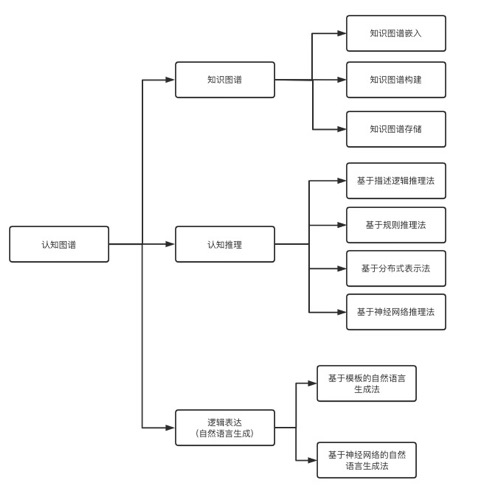 知识图谱嵌入
知识图谱
知识图谱构建
知识图谱存储
基于描述逻辑推理法
基于规则推理法
认知图谱
认知推理
基于分布式表示法
基于神经网络推理法
基于模板的自然语言
生成法
逻辑表达
（自然语言生成）
基于神经网络的自然
语言生成法